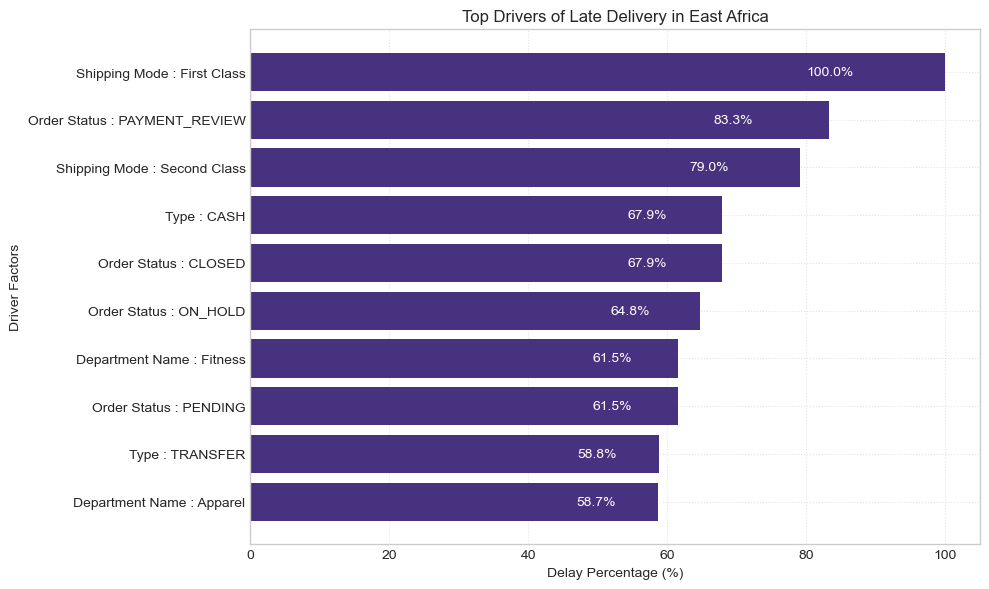 Top Drivers of Late Delivery in East Africa
Driver Factors
Shipping Mode : First Class 100.0%
Order Status : PAYMENT_REVIEW 83.3%
Shipping Mode : Second Class 79.0%
Type : CASH 67.9%
Order Status : CLOSED 67.9%
Order Status : ON_HOLD 64.8%
Department Name : Fitness 61.5%
Order Status : PENDING 61.5%
Type : TRANSFER 58.8%
Department Name : Apparel 58.7%
0 20 40 60 80 100
Delay Percentage (%)